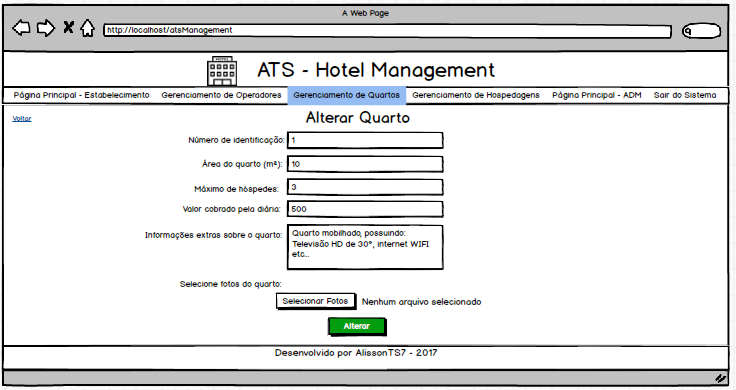 A Web Page
http://localhost/atsManagement
HOTEL
ATS - Hotel Management
Página Principal - Estabelecimento Gerenciamento de Operadores Gerenciamento de Quartos Gerenciamento de Hospedagens Página Principal - ADM Sair do Sistema
Voltar
Alterar Quarto
Número de identificação: 1
Área do quarto (m²): 10
Máximo de hóspedes: 3
Valor cobrado pela diária: 500
Informações extras sobre o quarto: Quarto mobilhado, possuindo:
Televisão HD de 30°, internet WIFI
etc..
Selecione fotos do quarto:
Selecionar Fotos Nenhum arquivo selecionado
Alterar
Desenvolvido por AlissonTS7 - 2017